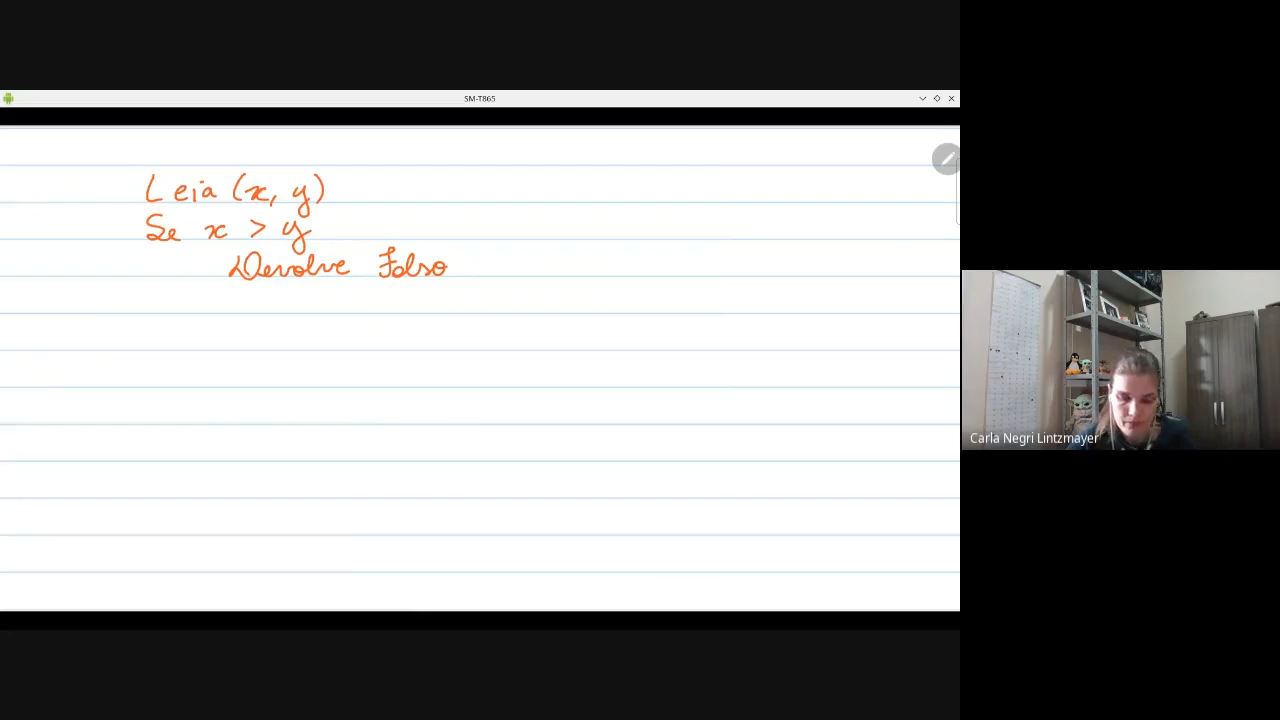 SM-T865
Leia (x, y)
Se x > y
Devolve Falso
Carla Negri Lintzmayer